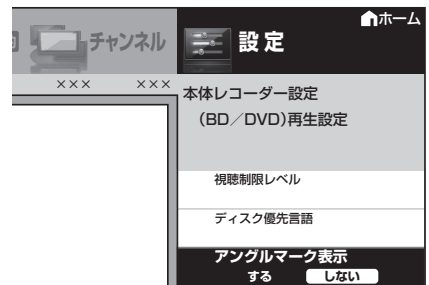 ホーム
チャンネル
設定
××× ×××
本体レコーダー設定
(BD／DVD)再生設定
視聴制限レベル
ディスク優先言語
アングルマーク表示
する しない